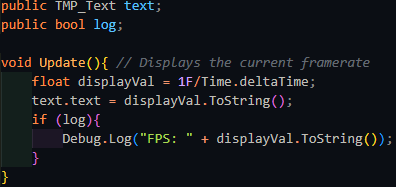 public TMP_Text text;
public bool log;

void Update(){ // Displays the current framerate
    float displayVal = 1F/Time.deltaTime;
    text.text = displayVal.ToString();
    if (log){
        Debug.Log("FPS: " + displayVal.ToString());
    }
}